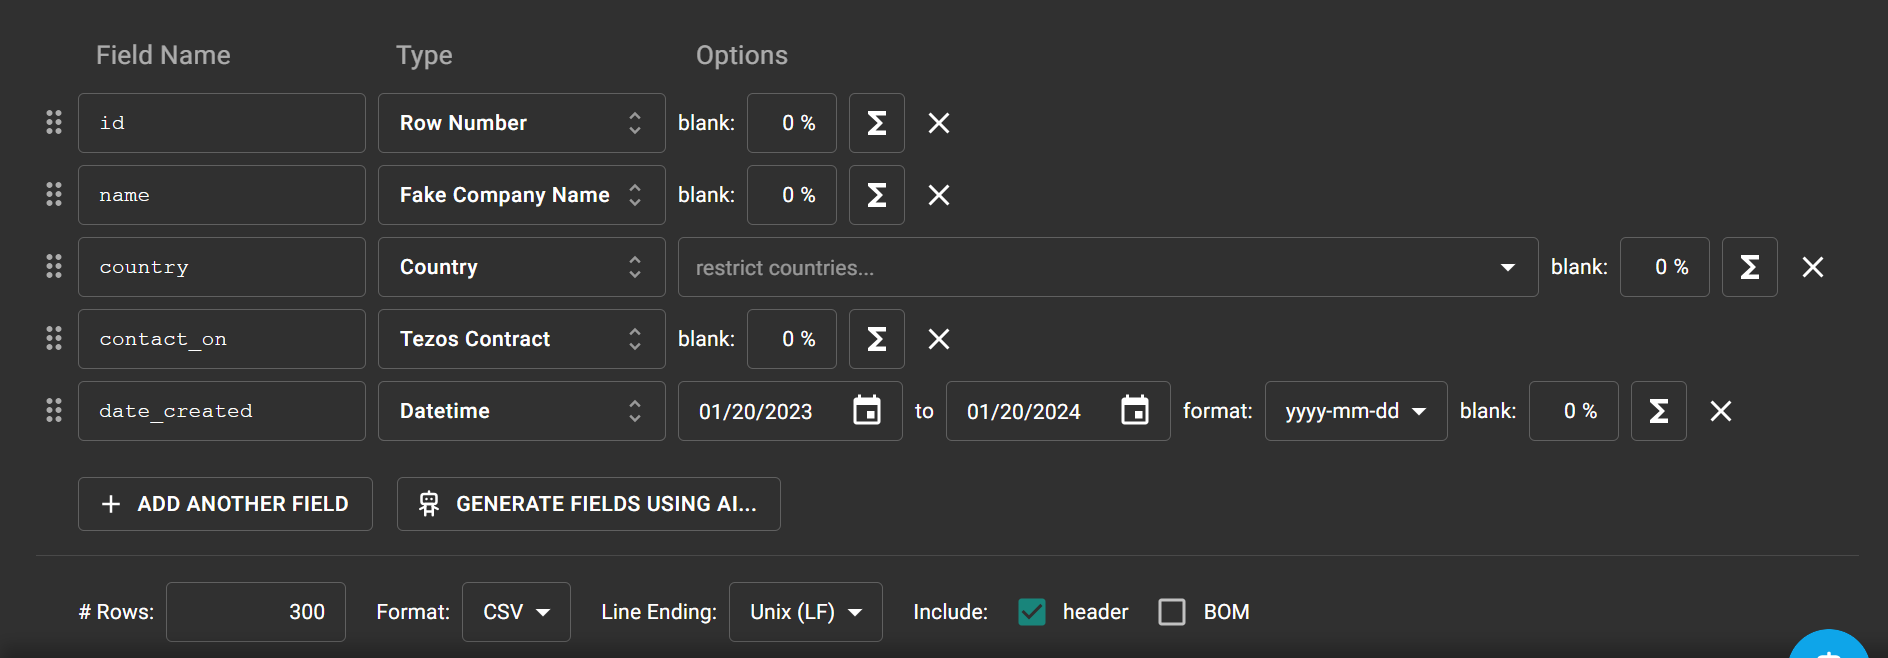 Field Name Type Options
id Row Number blank: 0 % Σ
name Fake Company Name blank: 0 % Σ
country Country restrict countries... blank: 0 % Σ
contact_on Tezos Contract blank: 0 % Σ
date_created Datetime 01/20/2023 to 01/20/2024 format: yyyy-mm-dd blank: 0 % Σ
+ ADD ANOTHER FIELD GENERATE FIELDS USING AI...
# Rows: 300 Format: CSV Line Ending: Unix (LF) Include: header BOM